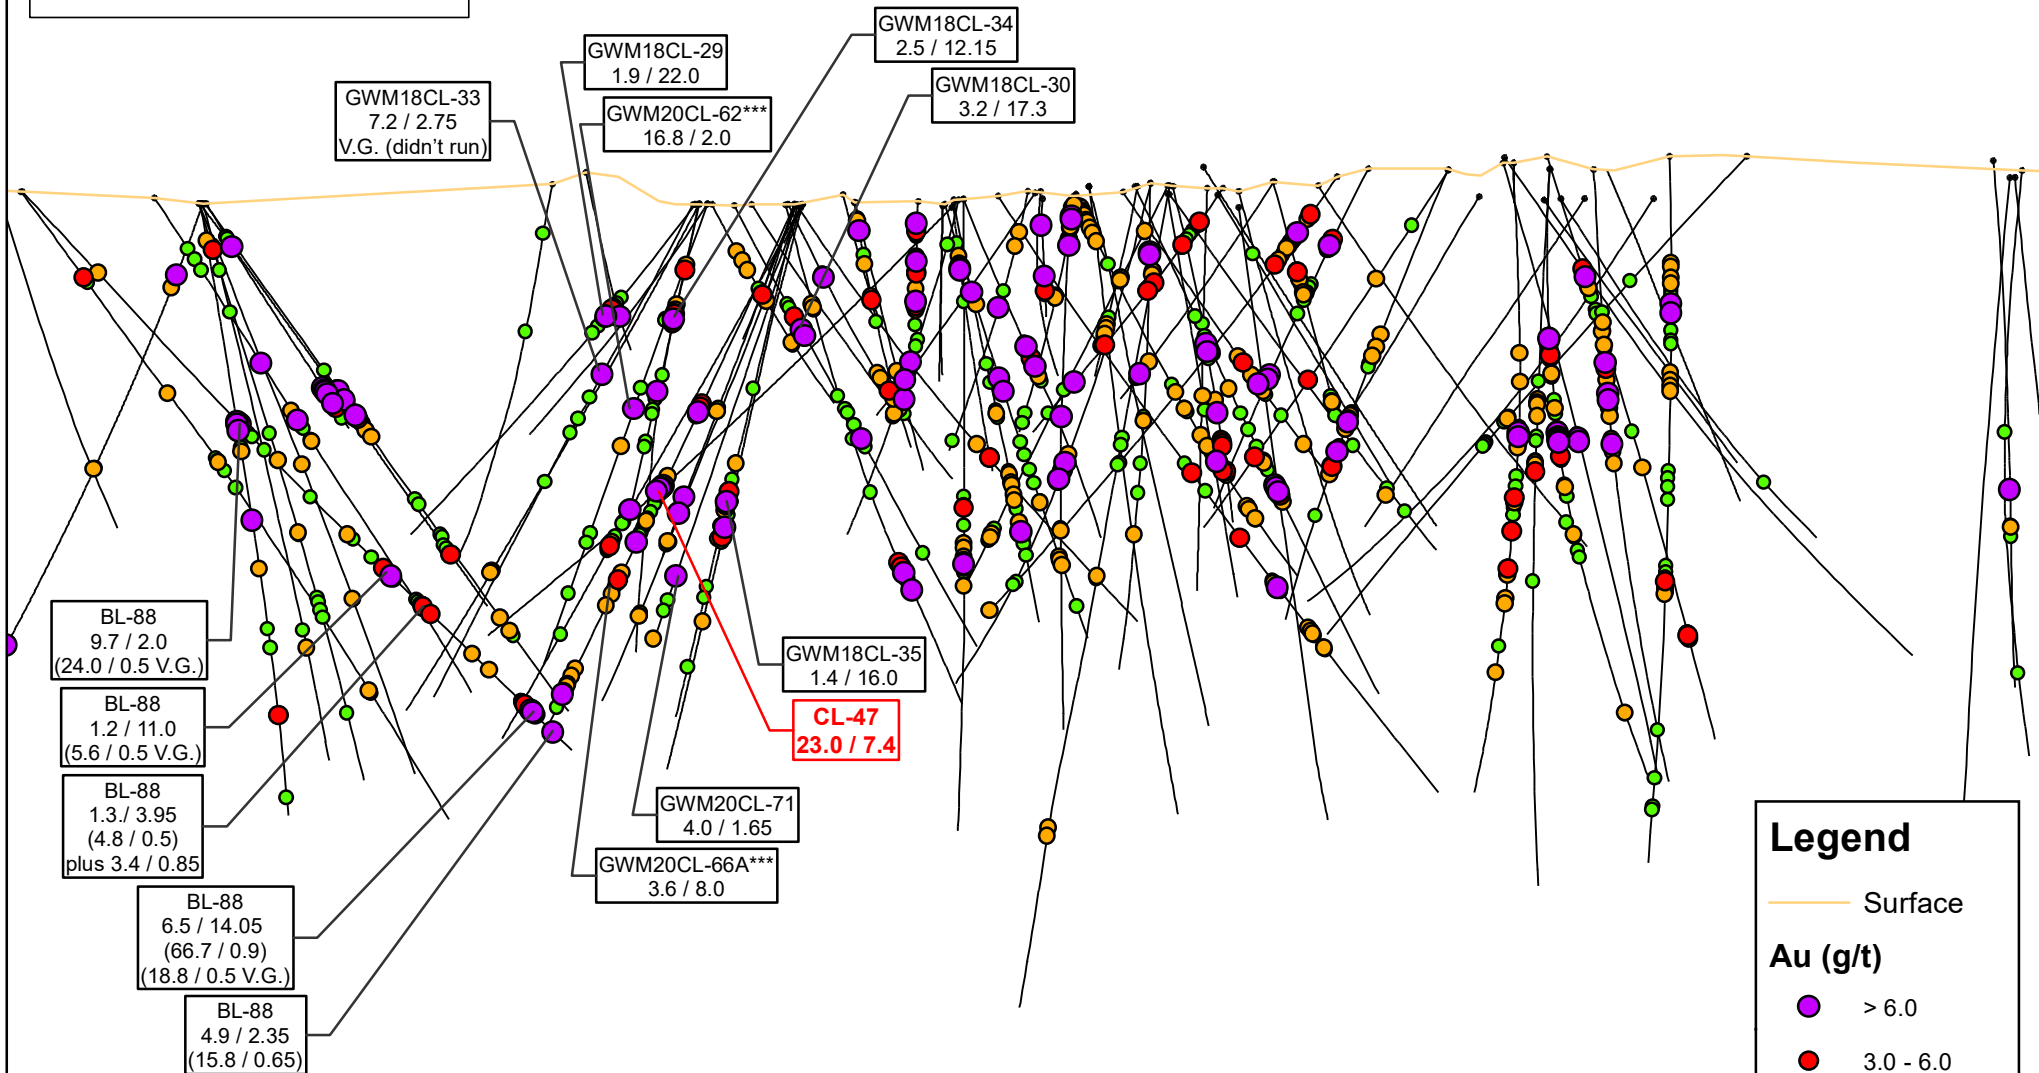 GWM18CL-34
2.5 / 12.15
GWM18CL-29
1.9 / 22.0
GWM18CL-30
3.2 / 17.3
GWM18CL-33
7.2 / 2.75
V.G. (didn't run)
GWM20CL-62***
16.8 / 2.0
BL-88
9.7 / 2.0
(24.0 / 0.5 V.G.)
BL-88
1.2 / 11.0
(5.6 / 0.5 V.G.)
BL-88
1.3./ 3.95
(4.8 / 0.5)
plus 3.4 / 0.85
BL-88
6.5 / 14.05
(66.7 / 0.9)
(18.8 / 0.5 V.G.)
BL-88
4.9 / 2.35
(15.8 / 0.65)
GWM18CL-35
1.4 / 16.0
CL-47
23.0 / 7.4
GWM20CL-71
4.0 / 1.65
GWM20CL-66A***
3.6 / 8.0
Legend
Surface
Au (g/t)
> 6.0
3.0 - 6.0